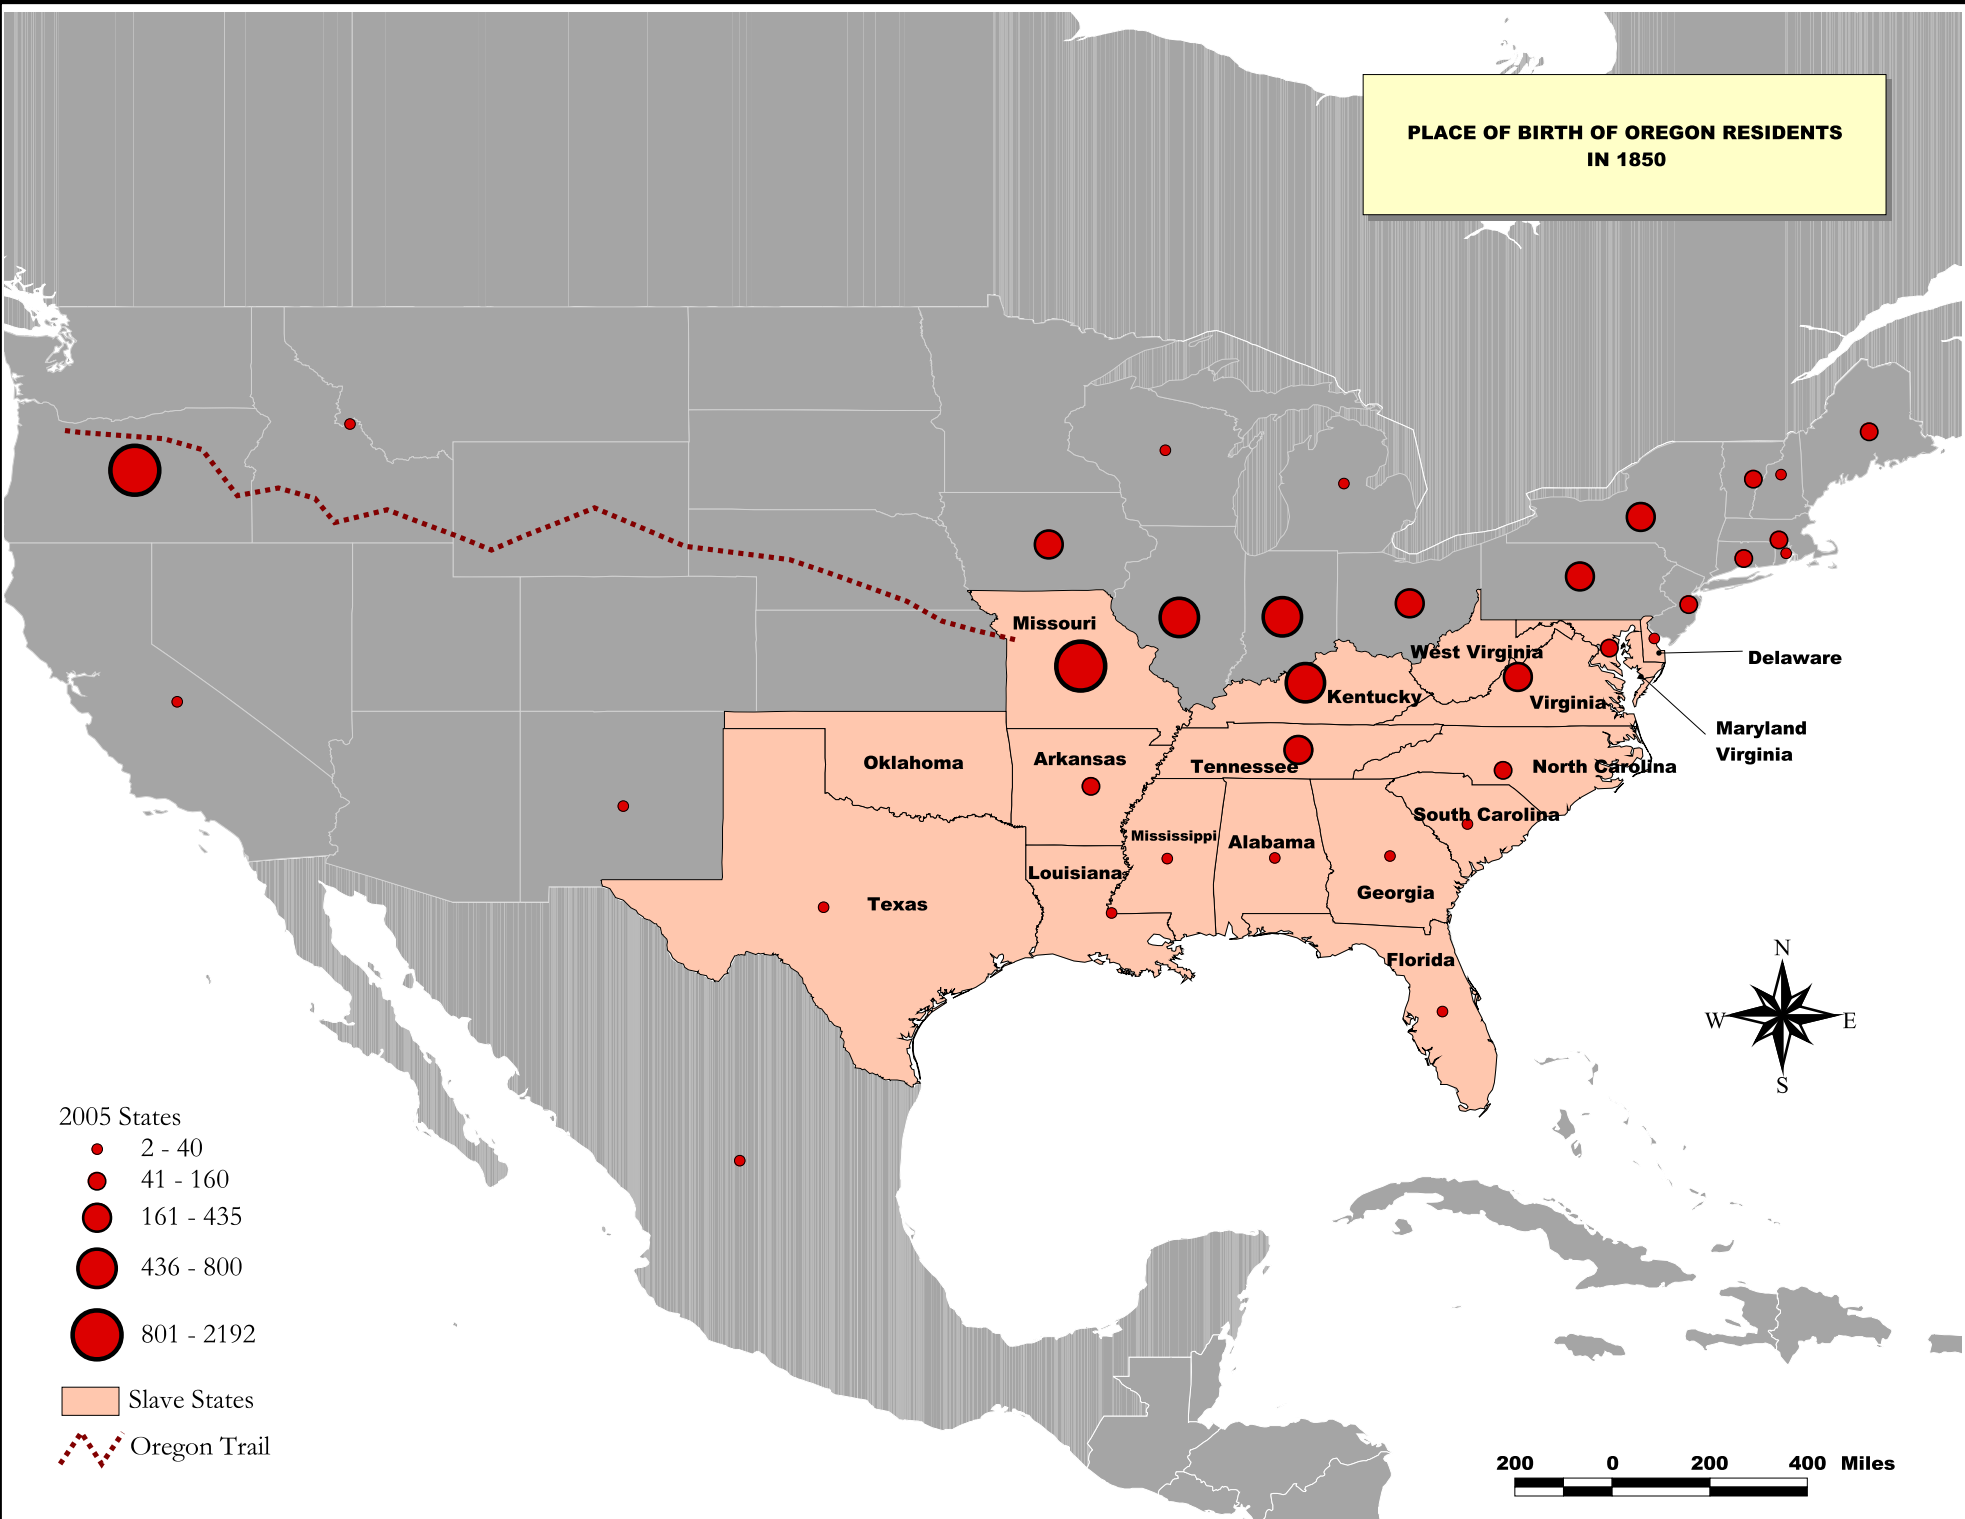 PLACE OF BIRTH OF OREGON RESIDENTS
IN 1850
Missouri
West Virginia
Delaware
Kentucky
Virginia
Maryland
Virginia
Oklahoma
Arkansas
Tennessee
North Carolina
South Carolina
Mississippi
Alabama
Louisiana
Georgia
Texas
Florida
N
W
E
S
2005 States
2 - 40
41 - 160
161 - 435
436 - 800
801 - 2192
Slave States
Oregon Trail
200 0 200 400 Miles